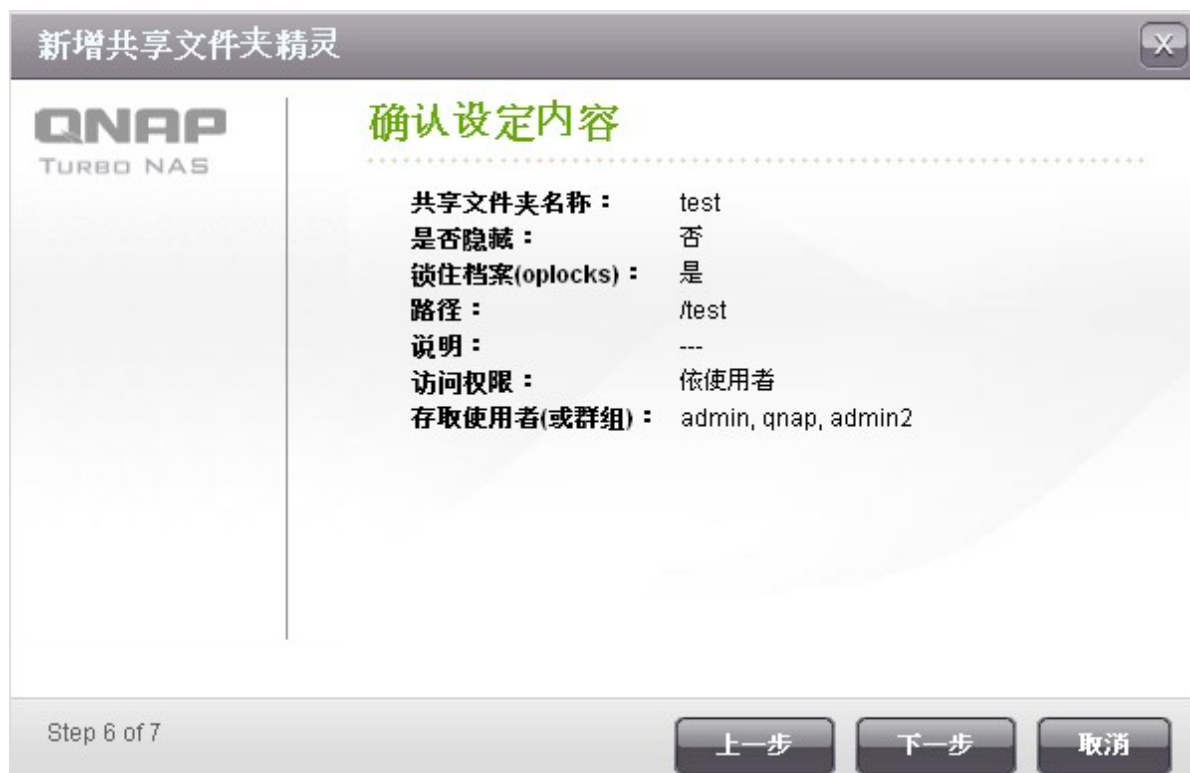 新增共享文件夹精灵
X
QNAP
TURBO NAS
确认设定内容
共享文件夹名称： test
是否隐藏： 否
锁住档案(oplocks)： 是
路径： /test
说明： ---
访问权限： 依使用者
存取使用者(或群组)： admin, qnap, admin2
Step 6 of 7
上一步 下一步 取消